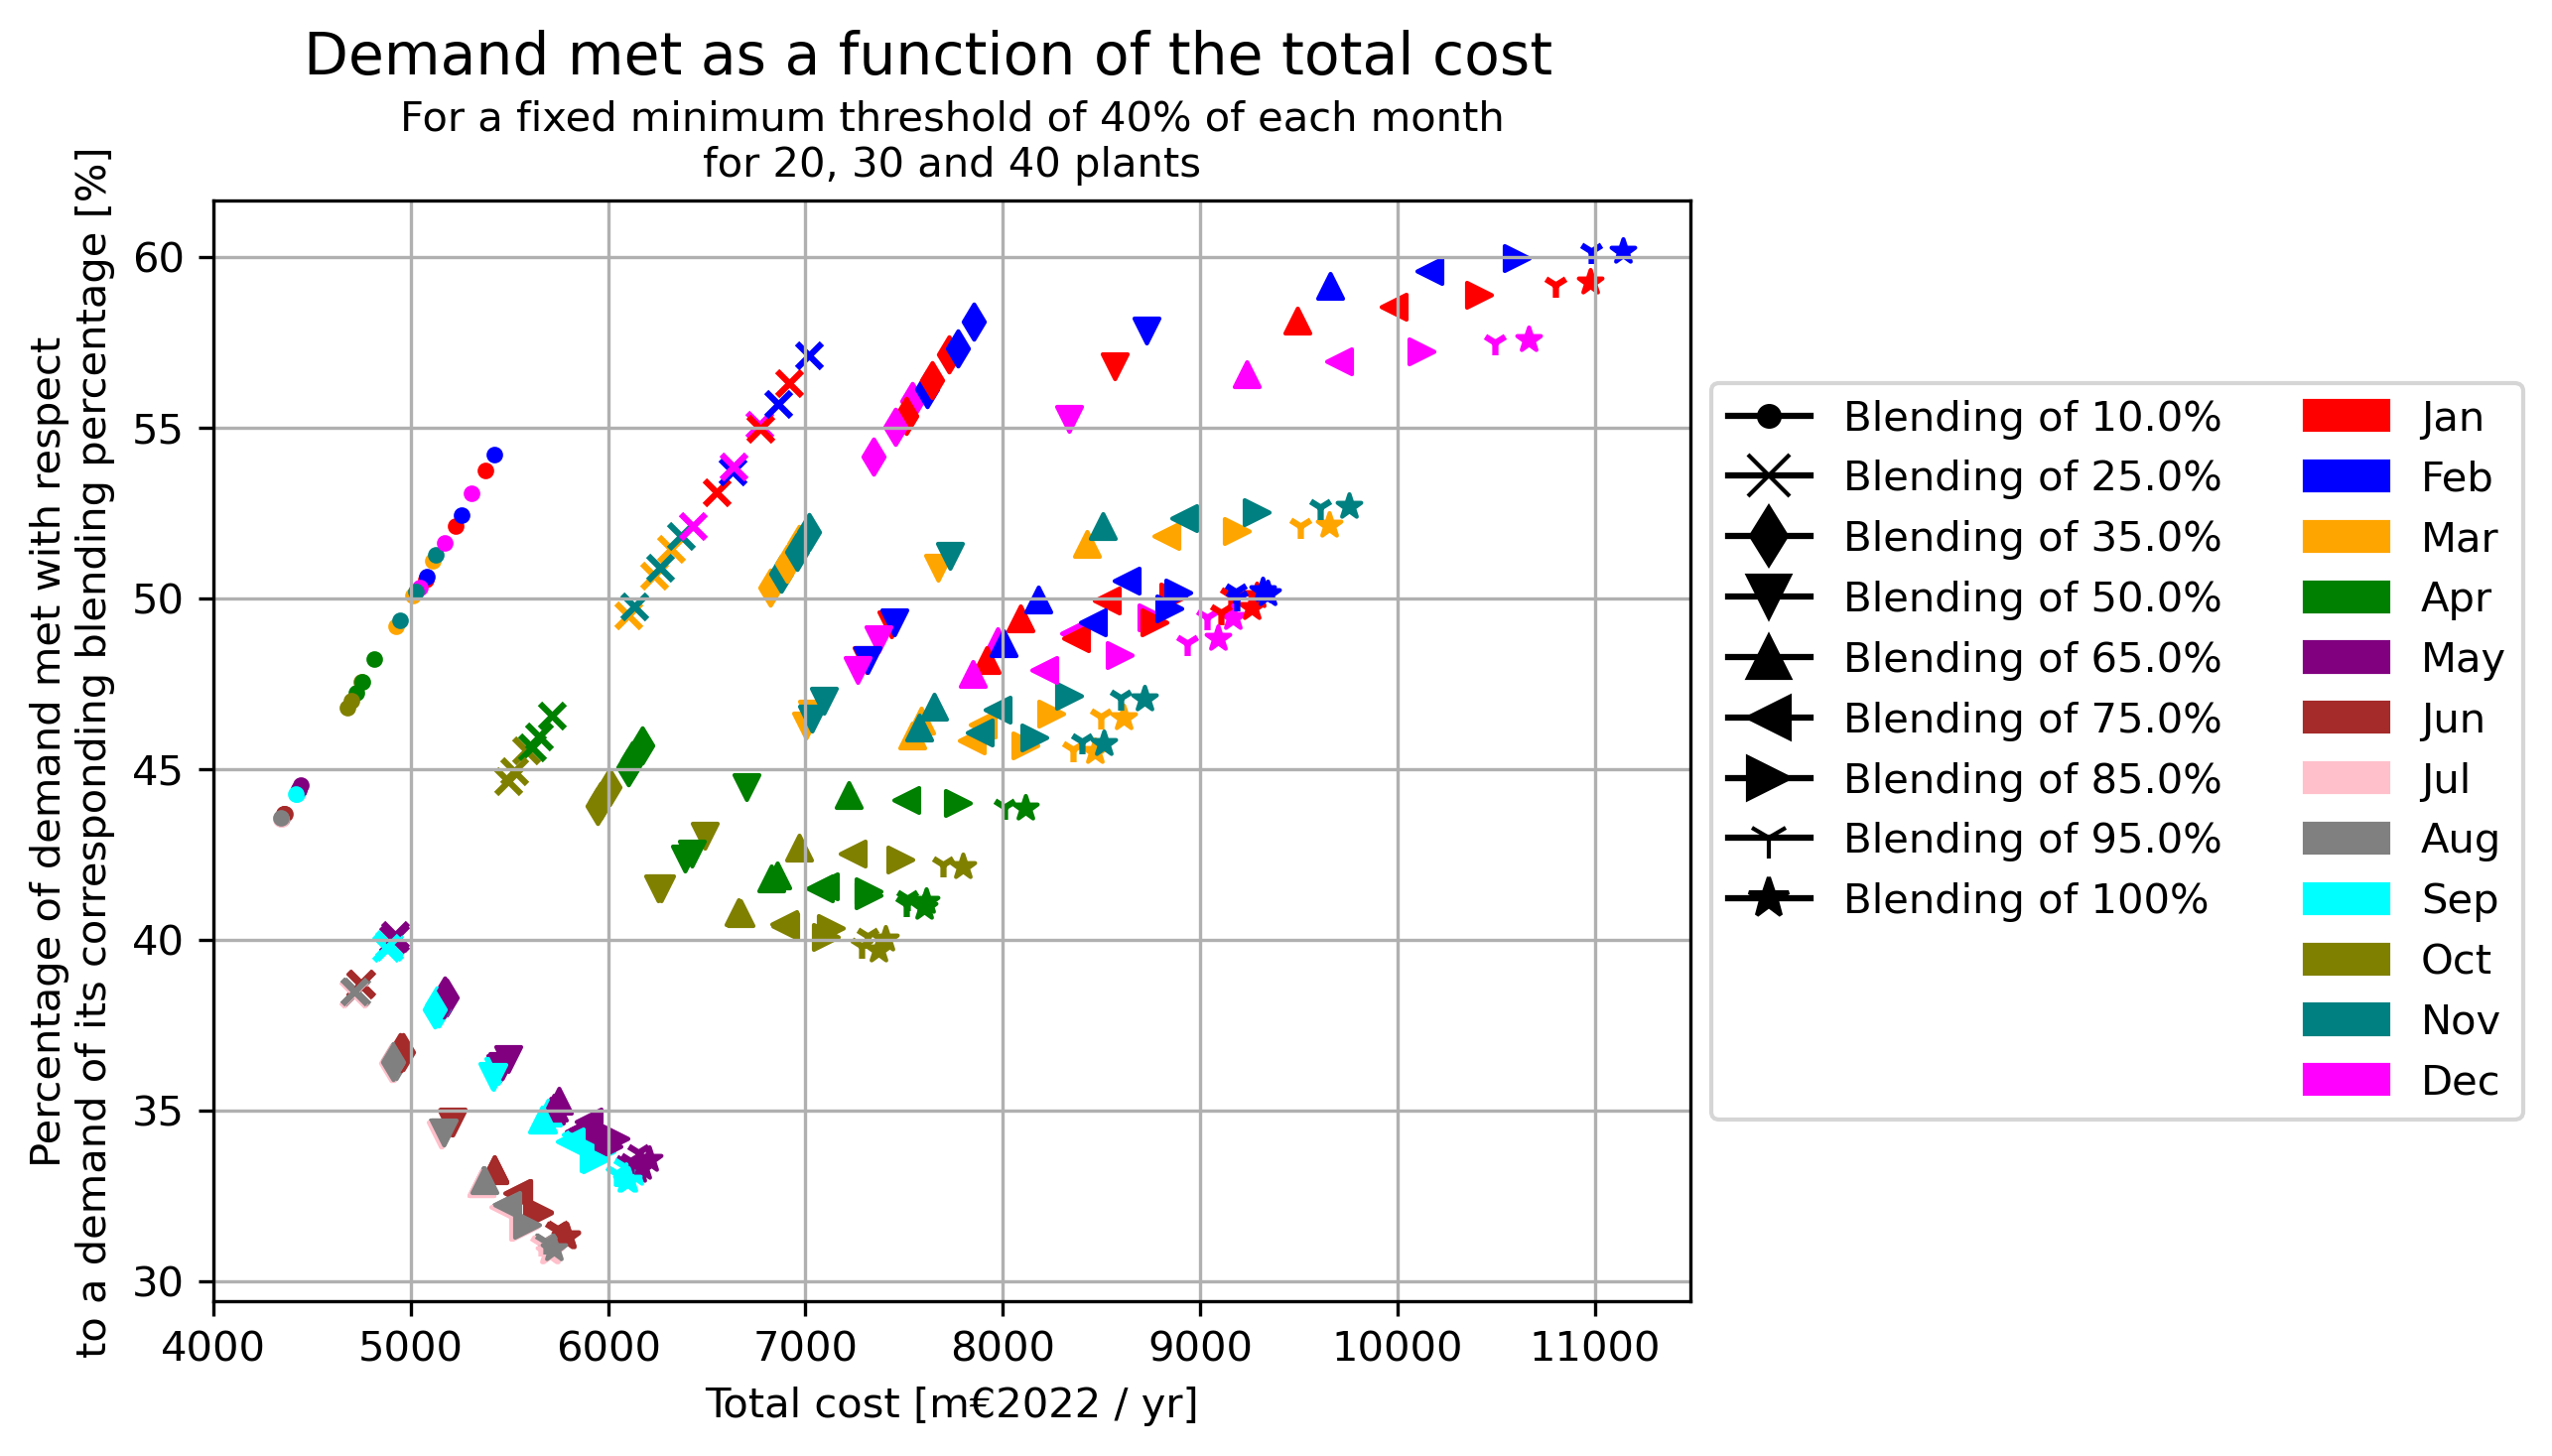 Demand met as a function of the total cost
For a fixed minimum threshold of 40% of each month
for 20, 30 and 40 plants
Percentage of demand met with respect
to a demand of its corresponding blending percentage [%]
60
55
50
45
40
35
30
4000 5000 6000 7000 8000 9000 10000 11000
Total cost [m€2022 / yr]
Blending of 10.0%
Blending of 25.0%
Blending of 35.0%
Blending of 50.0%
Blending of 65.0%
Blending of 75.0%
Blending of 85.0%
Blending of 95.0%
Blending of 100%
Jan
Feb
Mar
Apr
May
Jun
Jul
Aug
Sep
Oct
Nov
Dec